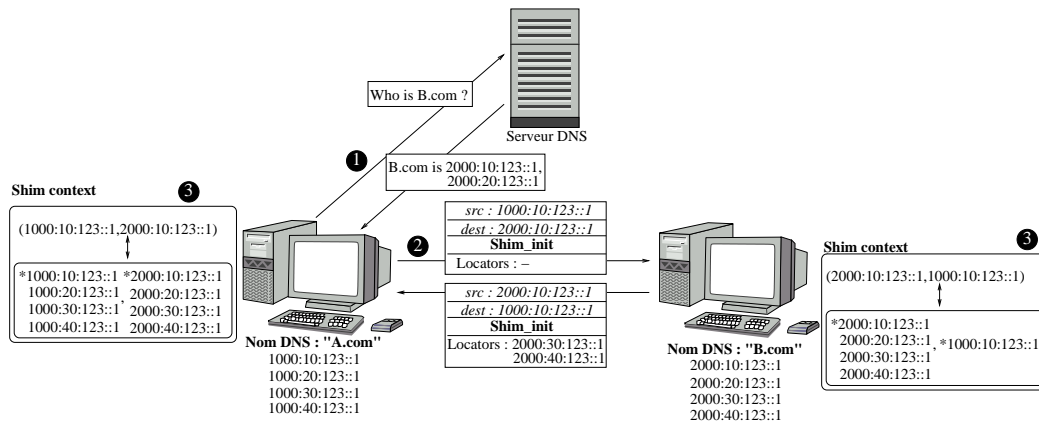 Who is B.com ?
Serveur DNS
1
B.com is 2000:10:123::1,
2000:20:123::1
Shim context
3
(1000:10:123::1,2000:10:123::1)
*1000:10:123::1 *2000:10:123::1
1000:20:123::1, 2000:20:123::1
1000:30:123::1 2000:30:123::1
1000:40:123::1 2000:40:123::1
2
src : 1000:10:123::1
dest : 2000:10:123::1
Shim_init
Locators : –
src : 2000:10:123::1
dest : 1000:10:123::1
Shim_init
Locators : 2000:30:123::1
2000:40:123::1
Nom DNS : "A.com"
1000:10:123::1
1000:20:123::1
1000:30:123::1
1000:40:123::1
Nom DNS : "B.com"
2000:10:123::1
2000:20:123::1
2000:30:123::1
2000:40:123::1
Shim context
3
(2000:10:123::1,1000:10:123::1)
*2000:10:123::1
2000:20:123::1, *1000:10:123::1
2000:30:123::1
2000:40:123::1